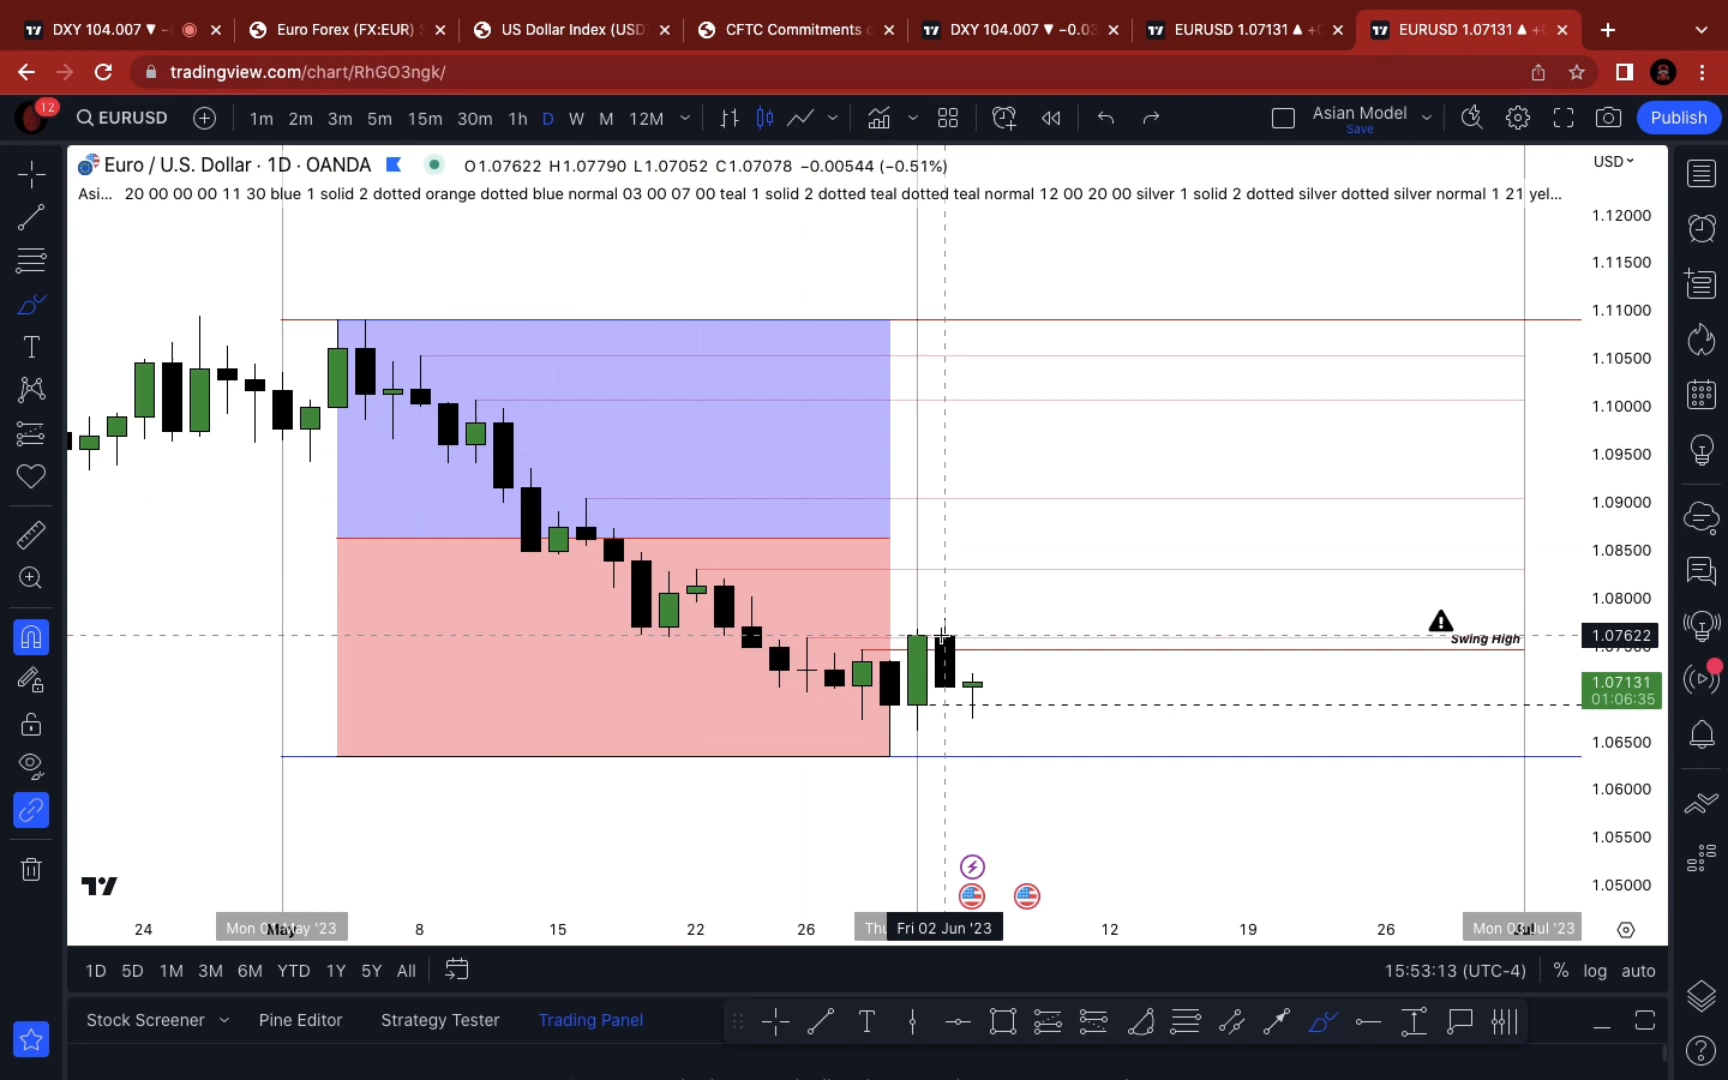 DXY 104.007 ▼ −
Euro Forex (FX:EUR)
US Dollar Index (USD
CFTC Commitments o
DXY 104.007 ▼ −0.03
EURUSD 1.07131 ▲ +
EURUSD 1.07131 ▲ +
tradingview.com/chart/RhGO3ngk/
12
EURUSD
1m 2m 3m 5m 15m 30m 1h D W M 12M
Asian Model
Save
Publish
Euro / U.S. Dollar · 1D · OANDA
O1.07622 H1.07790 L1.07052 C1.07078 −0.00544 (−0.51%)
Asi... 20 00 00 00 11 30 blue 1 solid 2 dotted orange dotted blue normal 03 00 07 00 teal 1 solid 2 dotted teal dotted teal normal 12 00 20 00 silver 1 solid 2 dotted silver dotted silver normal 1 21 yel...
USD
1.12000
1.11500
1.11000
1.10500
1.10000
1.09500
1.09000
1.08500
1.08000
Swing High
1.07622
1.07131
01:06:35
1.06500
1.06000
1.05500
1.05000
24 May 8 15 22 26 Fri 02 Jun '23 12 19 26 Jul
1D 5D 1M 3M 6M YTD 1Y 5Y All
15:53:13 (UTC-4) % log auto
Stock Screener Pine Editor Strategy Tester Trading Panel